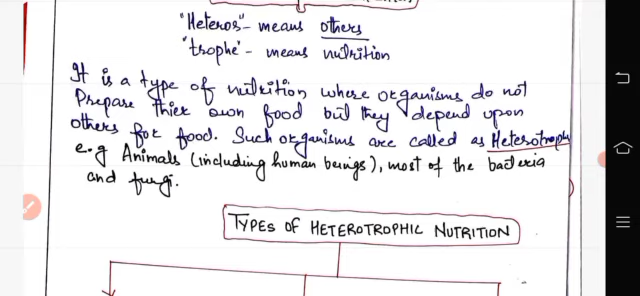 "Heteros" - means others
"trophe" - means nutrition
It is a type of nutrition where organisms do not
Prepare thier own food but they depend upon
others for food. Such organisms are called as Heterotrophs
e.g Animals (including human beings), most of the bacteria
and fungi.
TYPES OF HETEROTROPHIC NUTRITION